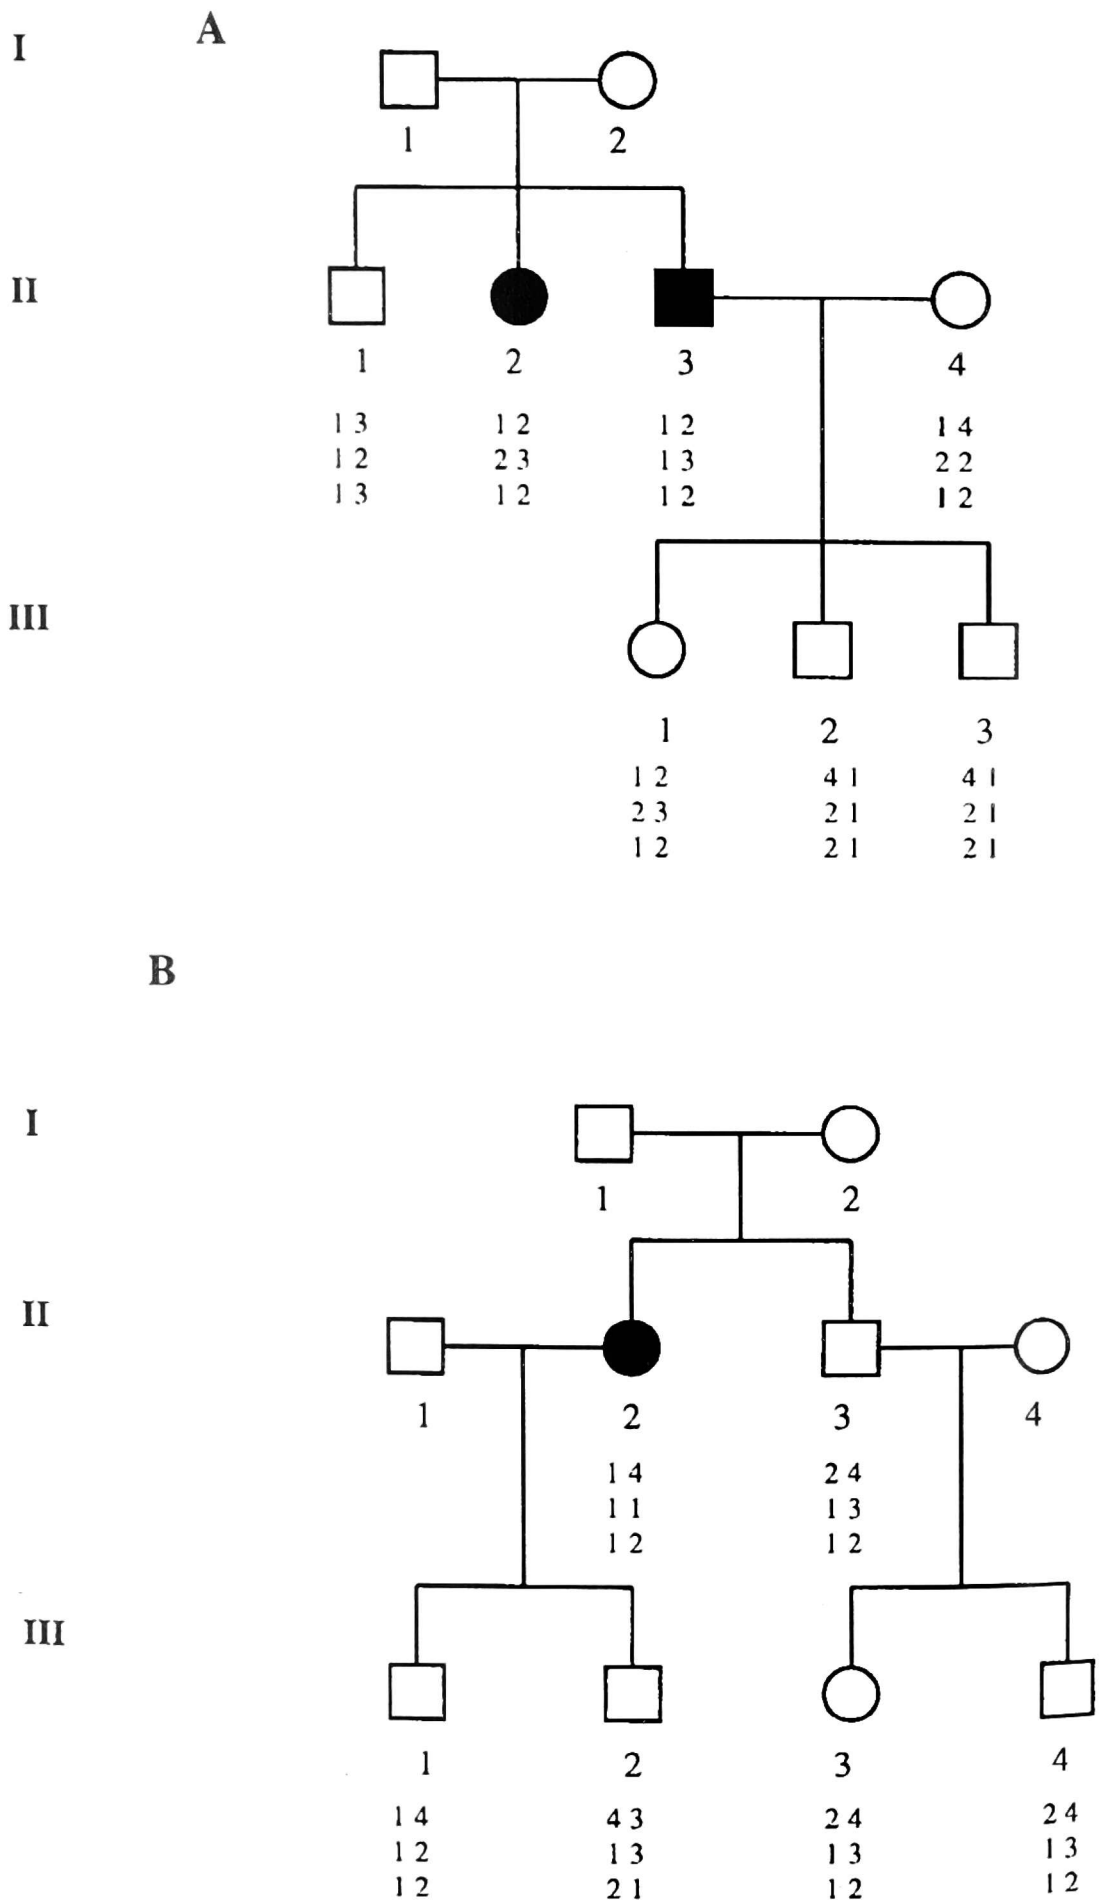 I A
1 2
II
1 2 3 4
1 3 1 2 1 2 1 4
1 2 2 3 1 3 2 2
1 3 1 2 1 2 1 2
III
1 2 3
1 2 4 1 4 1
2 3 2 1 2 1
1 2 2 1 2 1
B
I
1 2
II
1 2 3 4
1 4 2 4
1 1 1 3
1 2 1 2
III
1 2 3 4
1 4 4 3 2 4 2 4
1 2 1 3 1 3 1 3
1 2 2 1 1 2 1 2